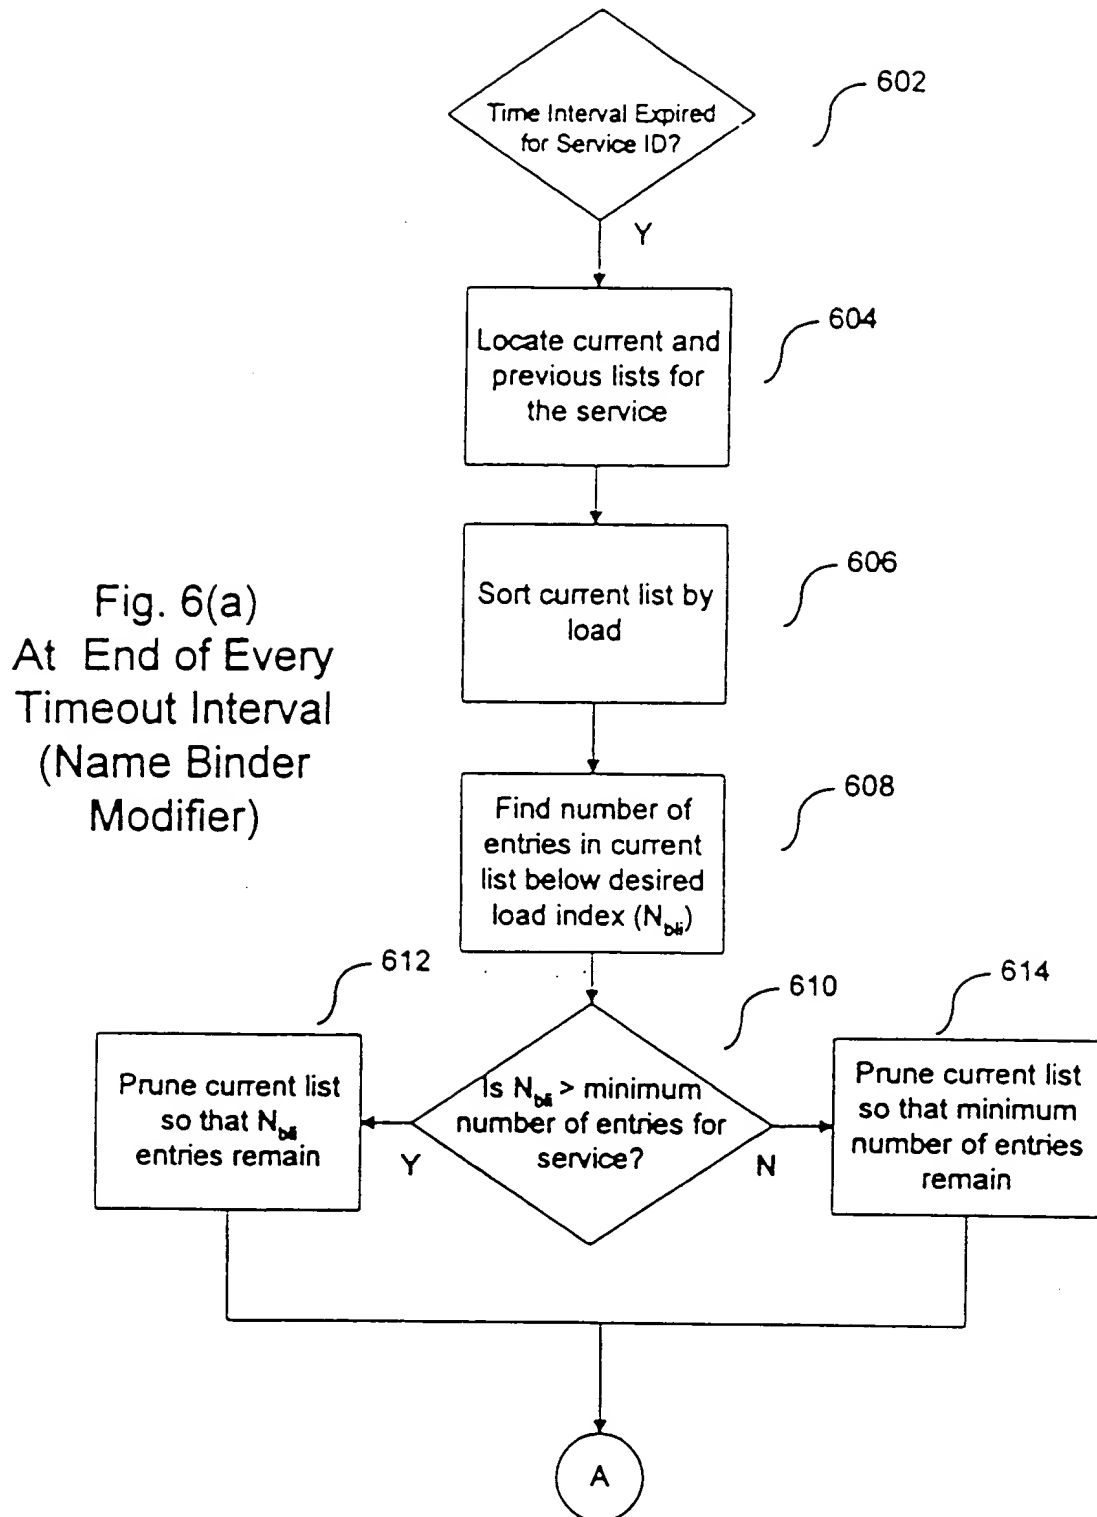 602
Time Interval Expired
for Service ID?
Y
604
Locate current and
previous lists for
the service
606
Sort current list by
load
Fig. 6(a)
At End of Every
Timeout Interval
(Name Binder
Modifier)
608
Find number of
entries in current
list below desired
load index (N_bli)
612
610
614
Prune current list
so that N_bli
entries remain
Is N_bli > minimum
number of entries for
service?
Prune current list
so that minimum
number of entries
remain
Y
N
A